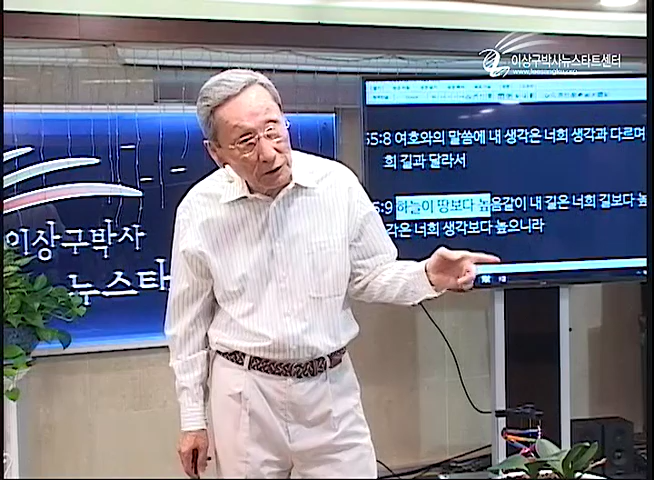 이상구박사뉴스타트센터
55:8 여호와의 말씀에 내 생각은 너희 생각과 다르며
희 길과 달라서
5:9 하늘이 땅보다 높음같이 내 길은 너희 길보다 높
각은 너희 생각보다 높으니라
이상구박사
뉴스타